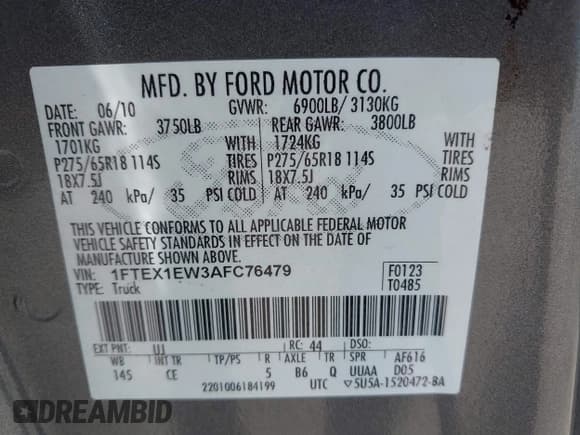 MFD. BY FORD MOTOR CO.
DATE: 06/10 GVWR: 6900LB/ 3130KG
FRONT GAWR: 3750LB REAR GAWR: 3800LB
1701KG WITH 1724KG WITH
P275/65R18 114S TIRES P275/65R18 114S TIRES
18X7.5J RIMS 18X7.5J RIMS
AT 240 kPa/ 35 PSI COLD AT 240 kPa/ 35 PSI COLD
THIS VEHICLE CONFORMS TO ALL APPLICABLE FEDERAL MOTOR
VEHICLE SAFETY STANDARDS IN EFFECT ON THE DATE OF
MANUFACTURE SHOWN ABOVE.
VIN: 1FTEX1EW3AFC76479 F0123
TYPE: Truck T0485
EXT PNT: UJ RC: 44 DSO:
WB INT TR TP/PS R AXLE TR SPR AF616
145 CE 5 B6 Q UUAA D05
2201006184199 UTC 5U5A-1520472-BA
DREAMBID